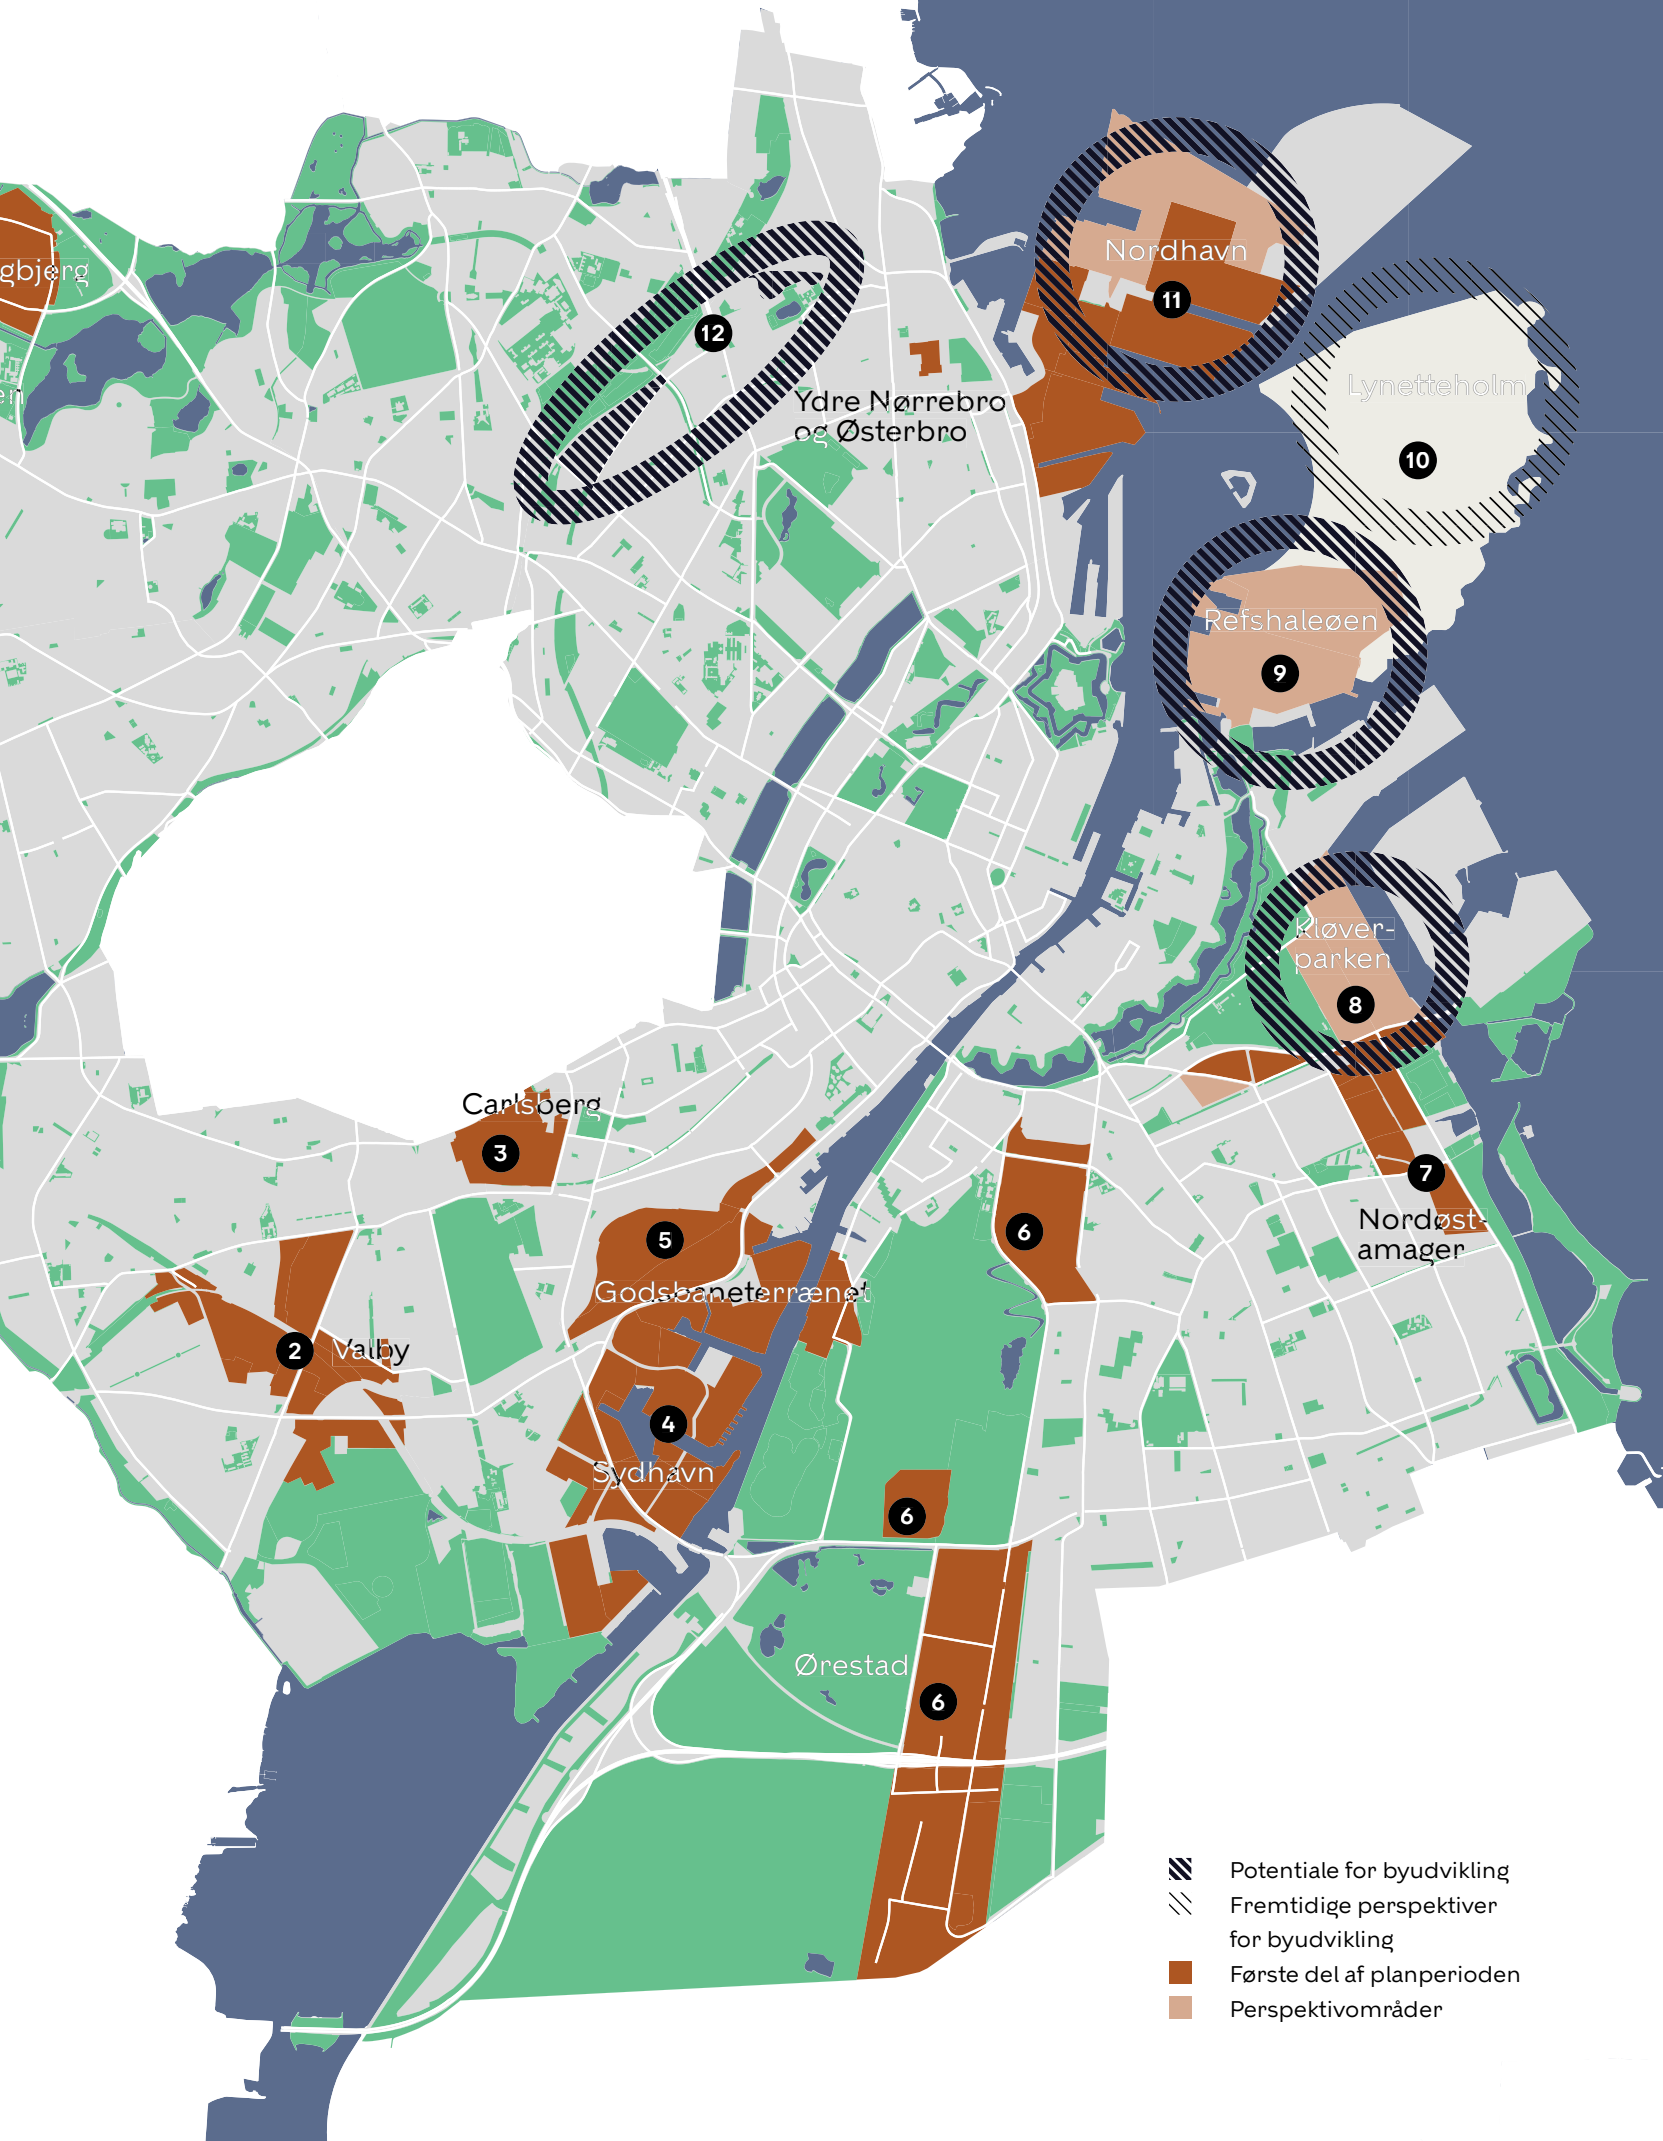 Nordhavn
11
gbjerg
12
Lynetteholm
10
Ydre Nørrebro
og Østerbro
Refshaleøen
9
Kløver-
parken
8
Carlsberg
3
7
Nordøst-
amager
5
6
Godsbaneterrænet
2
Valby
4
Sydhavn
6
Ørestad
6
Potentiale for byudvikling
Fremtidige perspektiver
for byudvikling
Første del af planperioden
Perspektivområder